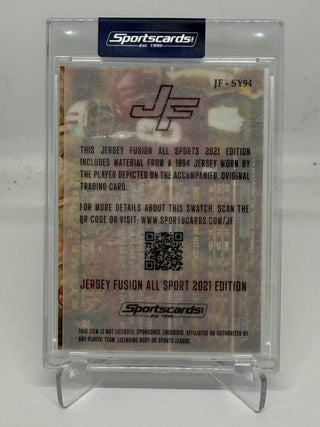 Sportscards
Est. 1999
JF - SY94
JF
THIS JERSEY FUSION ALL SPORTS 2021 EDITION
INCLUDES MATERIAL FROM A 1994 JERSEY WORN BY
THE PLAYER DEPICTED ON THE ACCOMPANIED, ORIGINAL
TRADING CARD.
FOR MORE DETAILS ABOUT THIS SWATCH, SCAN THE
QR CODE OR VISIT: WWW.SPORTSCARDS.COM/JF
JERSEY FUSION ALL SPORT 2021 EDITION
Sportscards
Est. 1999
THIS ITEM IS NOT LICENSED, SPONSORED, ENDORSED, AFFILIATED OR AUTHORIZED BY
ANY PLAYER, TEAM, LICENSING BODY OR SPORTS LEAGUE.